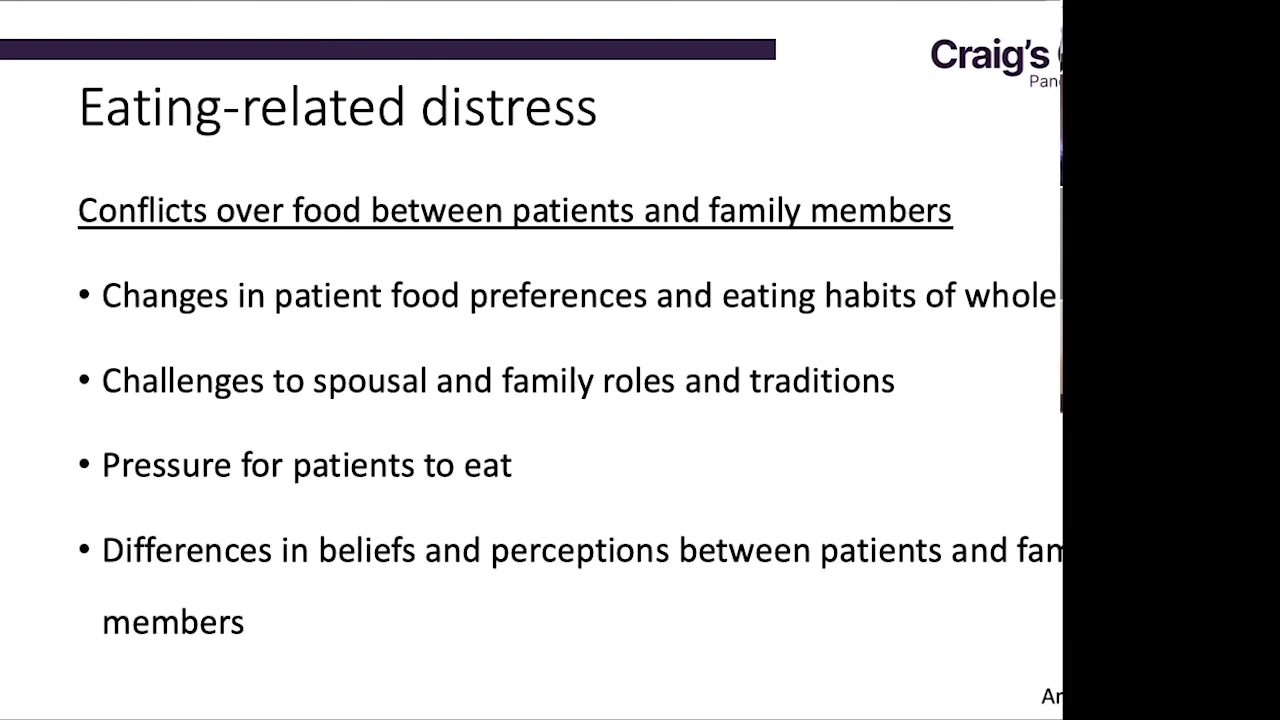 Craig's
Eating-related distress
Conflicts over food between patients and family members
• Changes in patient food preferences and eating habits of whole
• Challenges to spousal and family roles and traditions
• Pressure for patients to eat
• Differences in beliefs and perceptions between patients and
members